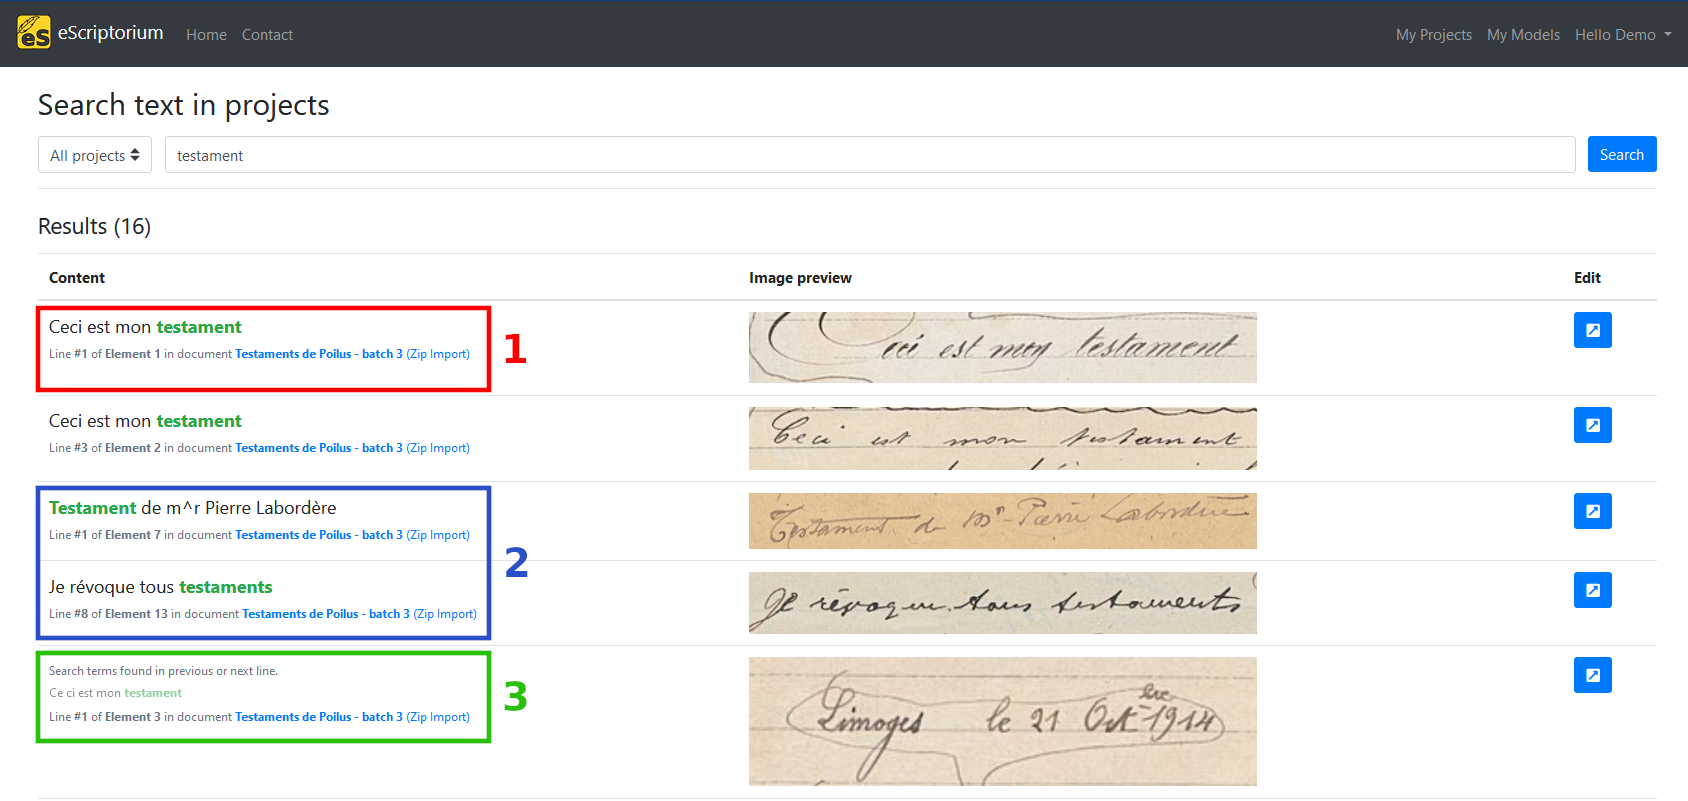 eS eScriptorium Home Contact My Projects My Models Hello Demo
Search text in projects
All projects testament Search
Results (16)
Content Image preview Edit
Ceci est mon testament
Line #1 of Element 1 in document Testaments de Poilus - batch 3 (Zip Import)
1
Ceci est mon testament
Ceci est mon testament
Line #3 of Element 2 in document Testaments de Poilus - batch 3 (Zip Import)
Ceci est mon testament
Testament de m^r Pierre Labordère
Line #1 of Element 7 in document Testaments de Poilus - batch 3 (Zip Import)
Testament de Mr Pierre Labordère
2
Je révoque tous testaments
Line #8 of Element 13 in document Testaments de Poilus - batch 3 (Zip Import)
Je révoque tous testaments
Search terms found in previous or next line.
Ce ci est mon testament
Line #1 of Element 3 in document Testaments de Poilus - batch 3 (Zip Import)
3
Limoges le 21 Octbre 1914